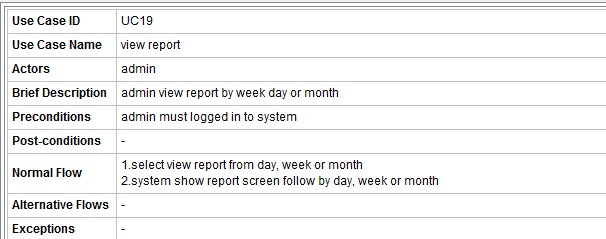 Use Case ID UC19
Use Case Name view report
Actors admin
Brief Description admin view report by week day or month
Preconditions admin must logged in to system
Post-conditions -
Normal Flow 1.select view report from day, week or month
2.system show report screen follow by day, week or month
Alternative Flows -
Exceptions -